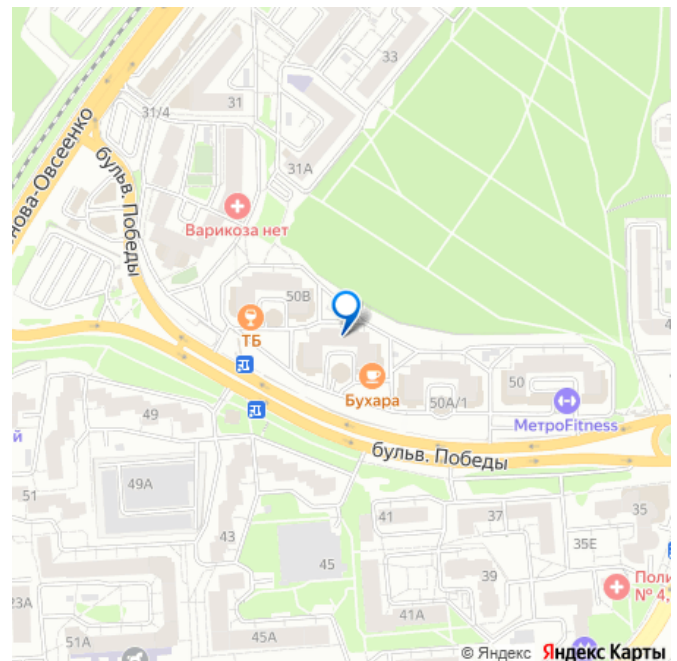 33
31/4
31
нова-Овсеенко
31А
бульв. Победы
Варикоза нет
50В
ТБ
Бухара
50А/1
50
МетроFitness
бульв. Победы
49
й
51
49А
43
41
37
35
45
35Е
39
Поли
№ 4,
23А
41А
51А
45А
© Яндекс Яндекс Карты